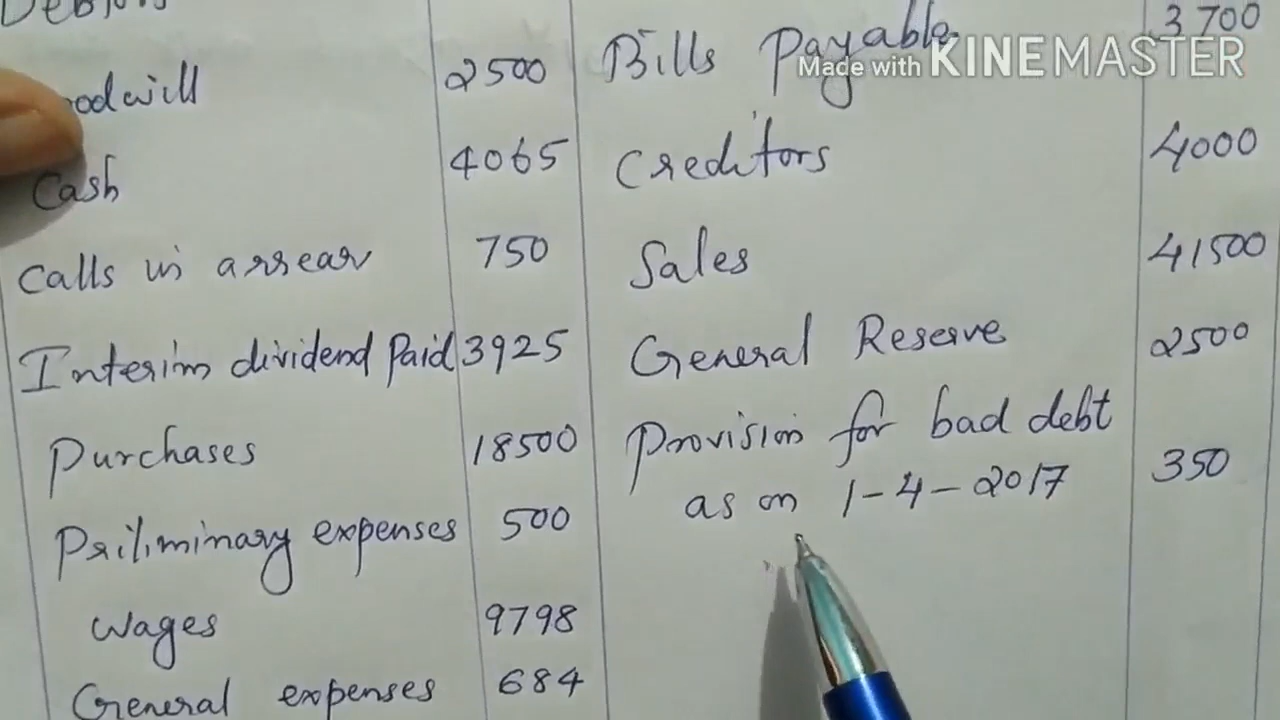 2500 Bills Payable 3700
Made with KINEMASTER
Cash 4065 Creditors 4000
Calls in arrear 750 Sales 41500
Interim dividend Paid 3925 General Reserve 2500
Purchases 18500 Provision for bad debt
as on 1-4-2017 350
Priliminary expenses 500
Wages 9798
General expenses 684